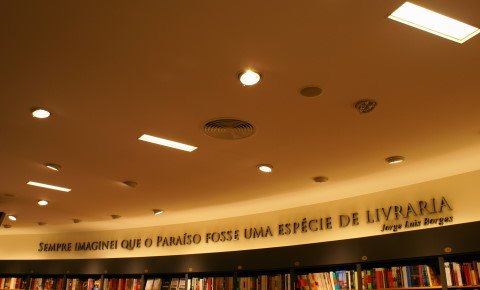 SEMPRE IMAGINEI QUE O PARAÍSO FOSSE UMA ESPÉCIE DE LIVRARIA
Jorge Luis Borges